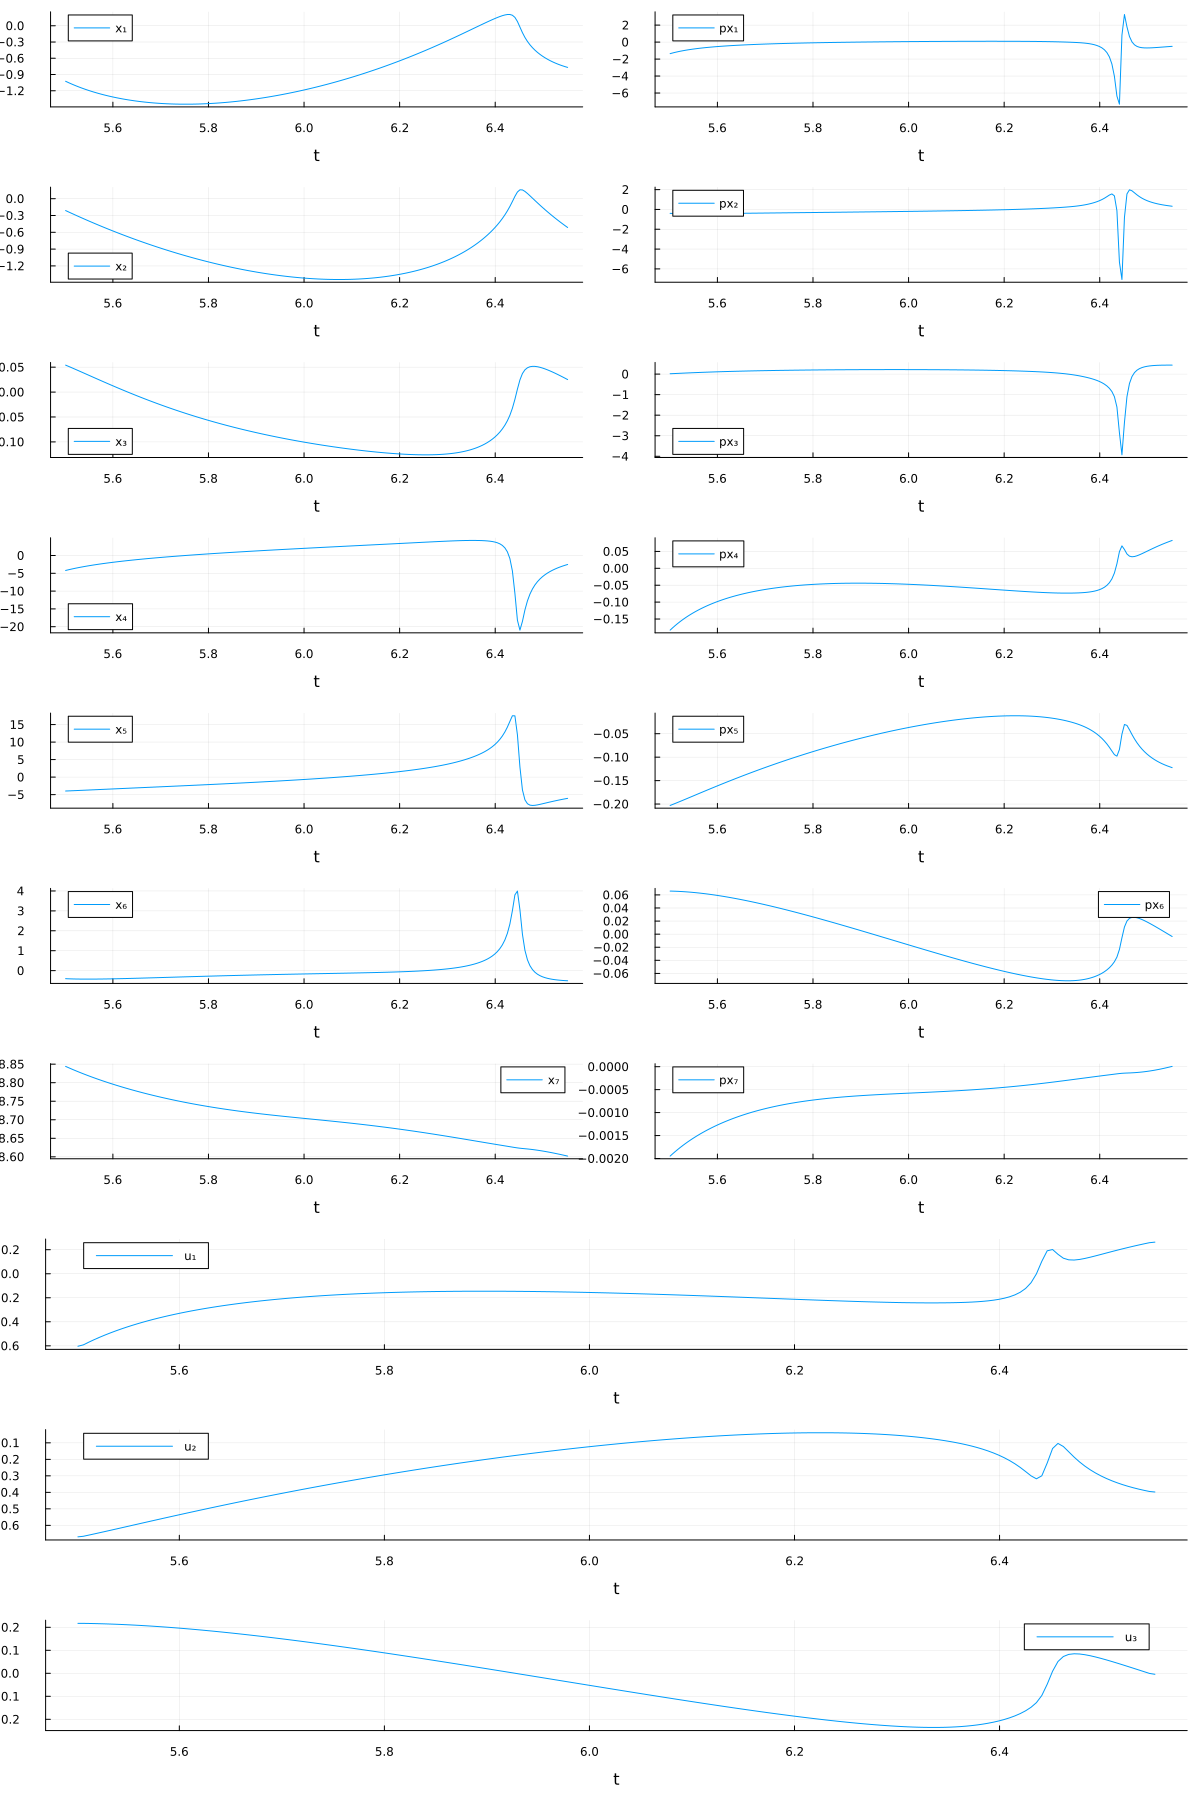 x₁
0.0
−0.3
−0.6
−0.9
−1.2
5.6 5.8 6.0 6.2 6.4
t
px₁
2
0
−2
−4
−6
5.6 5.8 6.0 6.2 6.4
t
x₂
0.0
−0.3
−0.6
−0.9
−1.2
5.6 5.8 6.0 6.2 6.4
t
px₂
2
0
−2
−4
−6
5.6 5.8 6.0 6.2 6.4
t
x₃
0.05
0.00
0.05
0.10
5.6 5.8 6.0 6.2 6.4
t
px₃
0
−1
−2
−3
−4
5.6 5.8 6.0 6.2 6.4
t
x₄
0
−5
−10
−15
−20
5.6 5.8 6.0 6.2 6.4
t
px₄
0.05
0.00
−0.05
−0.10
−0.15
5.6 5.8 6.0 6.2 6.4
t
x₅
15
10
5
0
−5
5.6 5.8 6.0 6.2 6.4
t
px₅
−0.05
−0.10
−0.15
−0.20
5.6 5.8 6.0 6.2 6.4
t
x₆
4
3
2
1
0
5.6 5.8 6.0 6.2 6.4
t
px₆
0.06
0.04
0.02
0.00
−0.02
−0.04
−0.06
5.6 5.8 6.0 6.2 6.4
t
x₇
8.85
8.80
8.75
8.70
8.65
8.60
5.6 5.8 6.0 6.2 6.4
t
px₇
0.0000
−0.0005
−0.0010
−0.0015
−0.0020
5.6 5.8 6.0 6.2 6.4
t
u₁
0.2
0.0
0.2
0.4
0.6
5.6 5.8 6.0 6.2 6.4
t
u₂
0.1
0.2
0.3
0.4
0.5
0.6
5.6 5.8 6.0 6.2 6.4
t
u₃
0.2
0.1
0.0
0.1
0.2
5.6 5.8 6.0 6.2 6.4
t